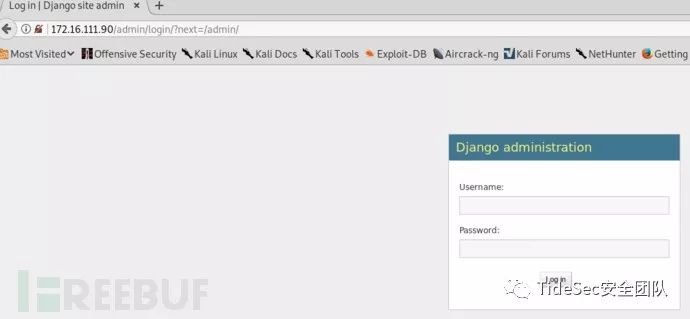 Log in | Django site admin × +
172.16.111.90/admin/login/?next=/admin/
Most Visited Offensive Security Kali Linux Kali Docs Kali Tools Exploit-DB Aircrack-ng Kali Forums NetHunter Getting
Django administration
Username:
Password:
Log in
FREEBUF
TideSec安全团队